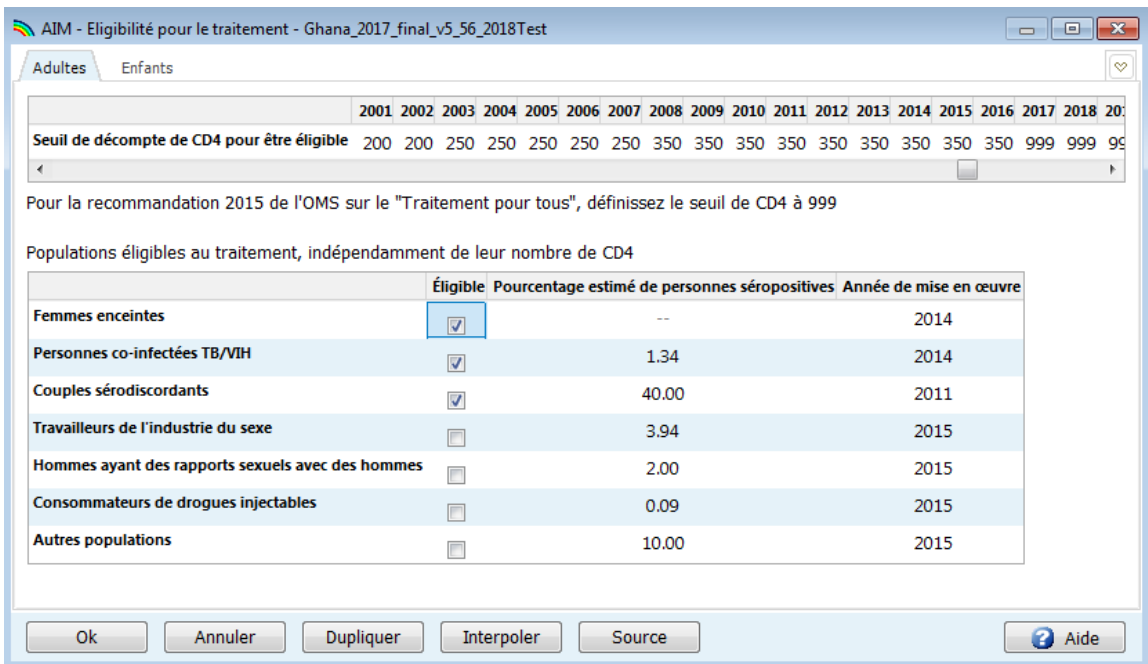 AIM - Eligibilité pour le traitement - Ghana_2017_final_v5_56_2018Test
Adultes Enfants
2001 2002 2003 2004 2005 2006 2007 2008 2009 2010 2011 2012 2013 2014 2015 2016 2017 2018 201
Seuil de décompte de CD4 pour être éligible 200 200 250 250 250 250 250 350 350 350 350 350 350 350 350 350 999 999 99
Pour la recommandation 2015 de l'OMS sur le "Traitement pour tous", définissez le seuil de CD4 à 999
Populations éligibles au traitement, indépendamment de leur nombre de CD4
Éligible Pourcentage estimé de personnes séropositives Année de mise en œuvre
Femmes enceintes -- 2014
Personnes co-infectées TB/VIH 1.34 2014
Couples sérodiscordants 40.00 2011
Travailleurs de l'industrie du sexe 3.94 2015
Hommes ayant des rapports sexuels avec des hommes 2.00 2015
Consommateurs de drogues injectables 0.09 2015
Autres populations 10.00 2015
Ok Annuler Dupliquer Interpoler Source Aide